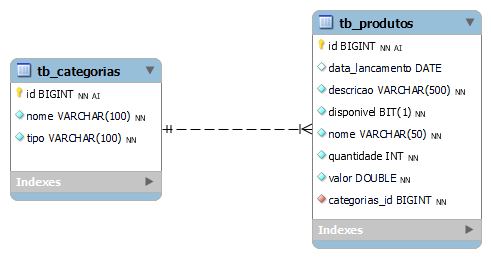 tb_categorias
id BIGINT NN AI
nome VARCHAR(100) NN
tipo VARCHAR(100) NN
Indexes
tb_produtos
id BIGINT NN AI
data_lancamento DATE
descricao VARCHAR(500) NN
disponivel BIT(1) NN
nome VARCHAR(50) NN
quantidade INT NN
valor DOUBLE NN
categorias_id BIGINT NN
Indexes